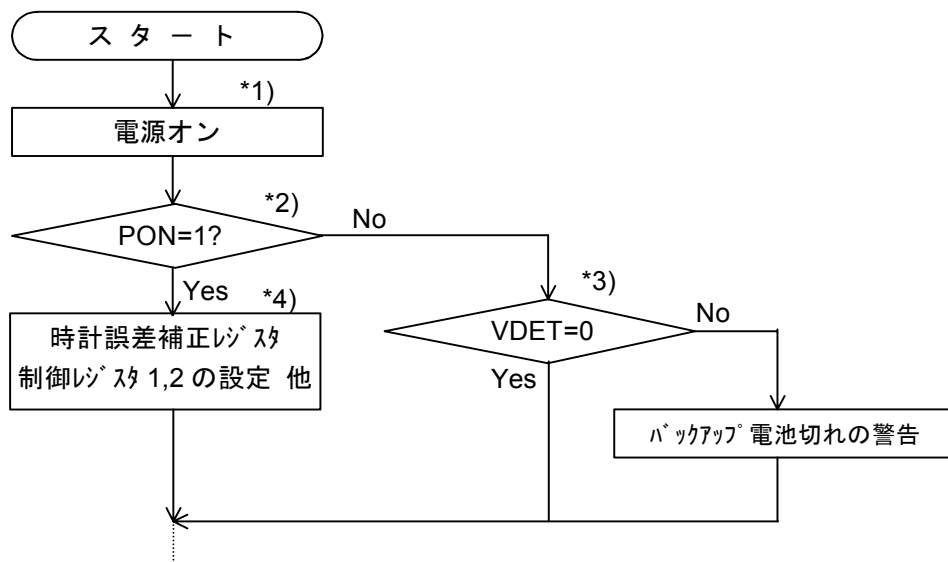 ス タ ー ト
*1)
電源オン
*2)
PON=1?
No
Yes
*4)
*3)
時計誤差補正ﾚｼﾞｽﾀ
制御ﾚｼﾞｽﾀ 1,2 の設定 他
VDET=0
No
Yes
ﾊﾞｯｸｱｯﾌﾟ電池切れの警告